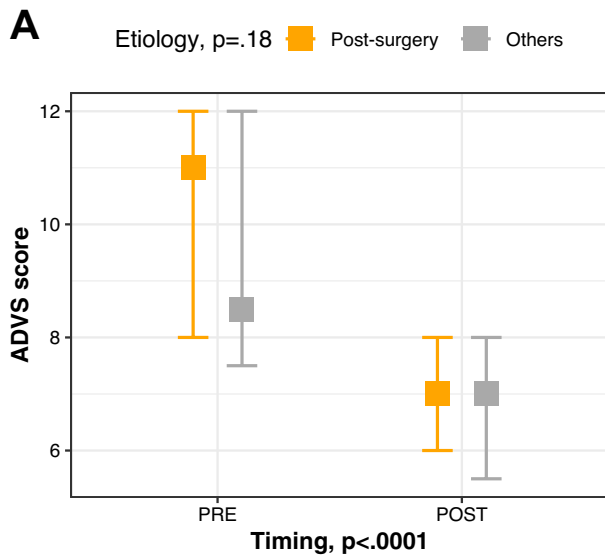 A
Etiology, p=.18 Post-surgery Others
12
10
8
6
ADVS score
PRE POST
Timing, p<.0001